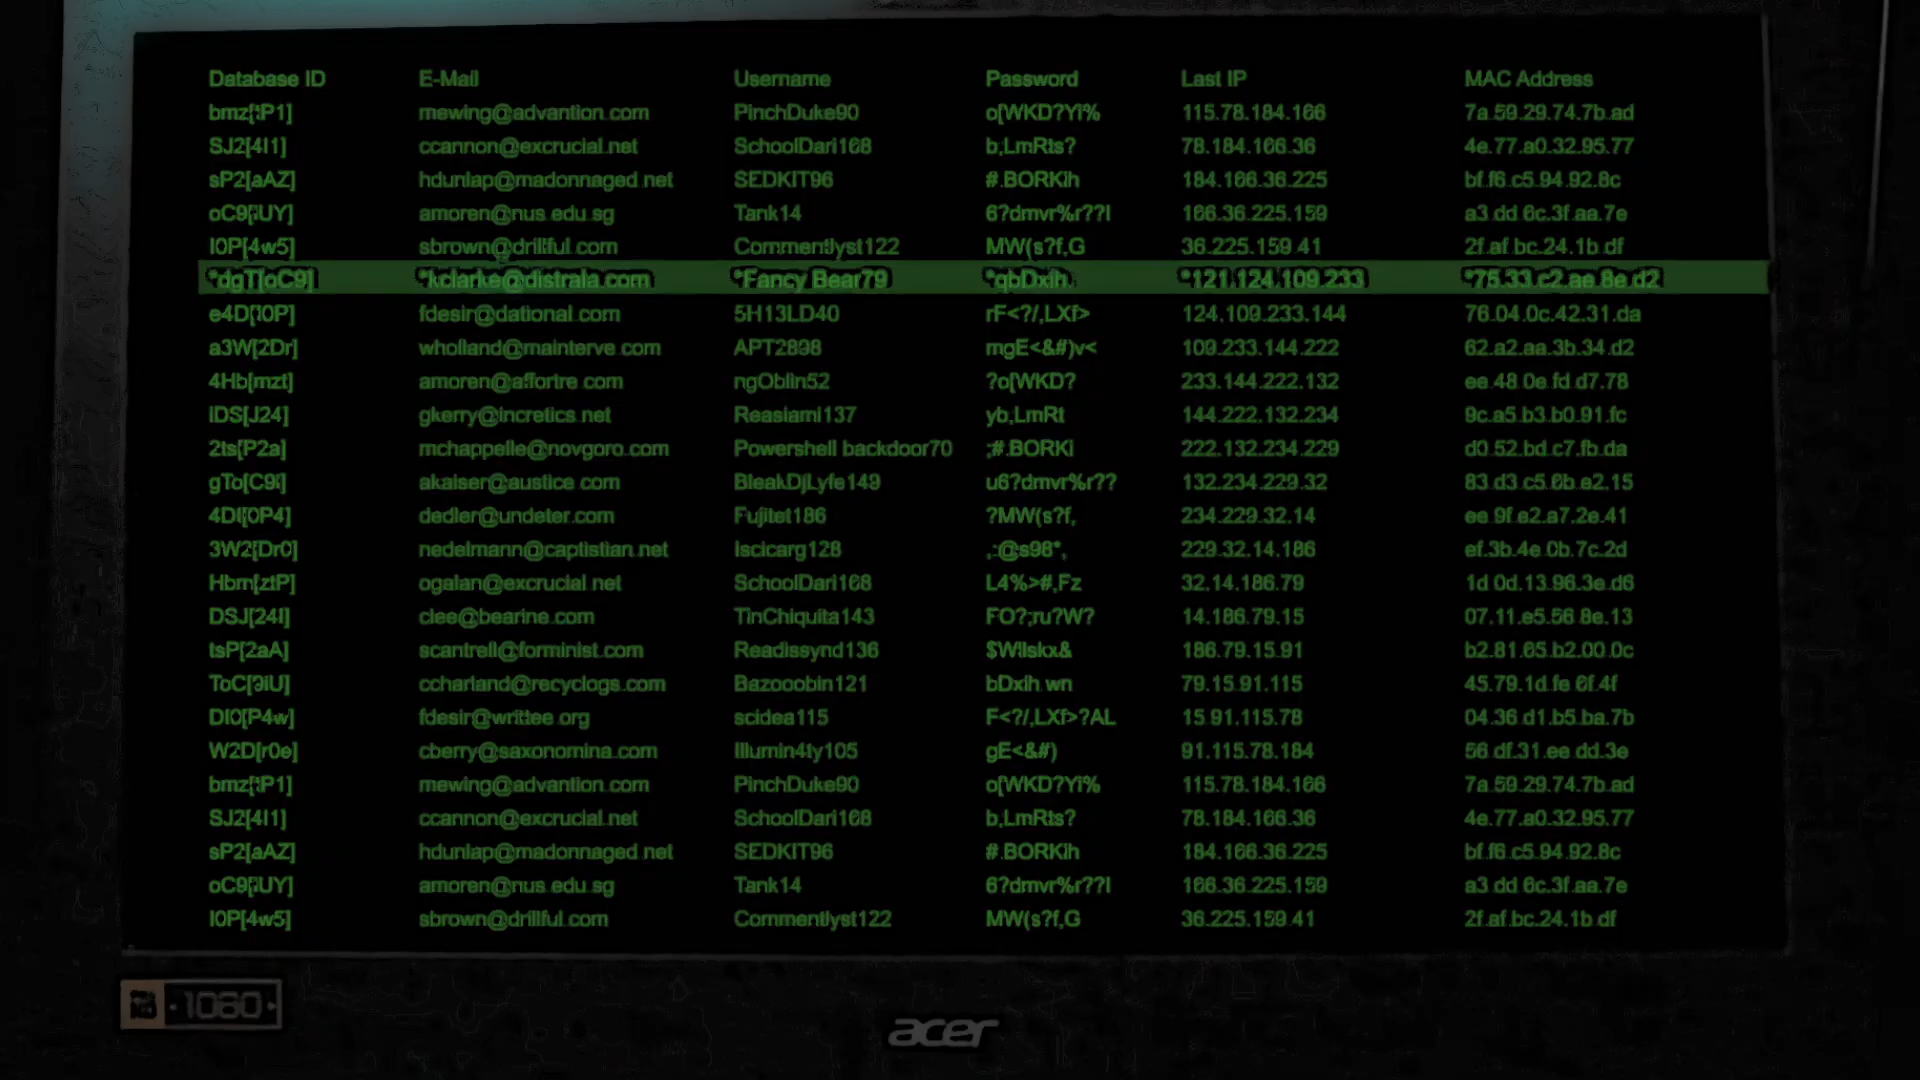 Database ID E-Mail Username Password Last IP MAC Address
mewing@advantion.com PinchDuke90 o[WKD?Yi% 115.78.184.166 7a.59.29.74.7b.ad
SJ2[4I1] ccannon@excrucial.net SchoolDari168 b,LmRts? 78.184.166.36 4e.77.a0.32.95.77
sP2[aAZ] hdunlap@madonnaged.net SEDKIT96 #.BORKih 184.166.36.225 bf.f6.c5.94.92.8c
oC9[iUY] amoren@nus.edu.sg Tank14 6?dmvr%r??I 166.36.225.159 a3.dd.6c.3f.aa.7e
I0P[4w5] sbrown@drillful.com Commentlyst122 MW(s?f,G 36.225.159.41 2f.af.bc.24.1b.df
*dgT[oC9] *kclarke@distrala.com *Fancy Bear79 *qbDxih. *121.124.109.233 *75.33.c2.ae.8e.d2
e4D[I0P] fdesir@dational.com 5H13LD40 rF<?/,LXf> 124.109.233.144 76.04.0c.42.31.da
a3W[2Dr] wholland@mainterve.com APT2898 mgE<&#)v< 109.233.144.222 62.a2.aa.3b.34.d2
4Hb[mzt] amoren@affortre.com ngOblin52 ?o[WKD? 233.144.222.132 ee.48.0e.fd.d7.78
IDS[J24] gkerry@incretics.net Reasiami137 yb,LmRt 144.222.132.234 9c.a5.b3.b0.91.fc
2ts[P2a] mchappelle@novgoro.com Powershell backdoor70 ;#.BORKi 222.132.234.229 d0.52.bd.c7.fb.da
gTo[C9i] akaiser@austice.com BleakDjLyfe149 u6?dmvr%r?? 132.234.229.32 83.d3.c5.6b.e2.15
4DI[0P4] dedler@undeter.com Fujitet186 ?MW(s?f, 234.229.32.14 ee.9f.e2.a7.2e.41
3W2[Dr0] nedelmann@captistian.net Iscicarg128 ,:@s98*, 229.32.14.186 ef.3b.4e.0b.7c.2d
Hbm[ztP] ogalan@excrucial.net SchoolDari168 L4%>#,Fz 32.14.186.79 1d.0d.13.96.3e.d6
DSJ[24I] clee@bearine.com TinChiquita143 FO?;ru?W? 14.186.79.15 07.11.e5.56.8e.13
tsP[2aA] scantrell@forminist.com Readissynd136 186.79.15.91 b2.81.65.b2.00.0c
ToC[9iU] ccharland@recyclogs.com Bazooobin121 bDxih.wn 79.15.91.115 45.79.1d.fe.6f.4f
DI0[P4w] fdesir@writtee.org scidea115 F<?/,LXf>?AL 15.91.115.78 04.36.d1.b5.ba.7b
W2D[r0e] cberry@saxonomina.com Illumin4ty105 gE<&#) 91.115.78.184 56.df.31.ee.dd.3e
mewing@advantion.com PinchDuke90 o[WKD?Yi% 115.78.184.166 7a.59.29.74.7b.ad
SJ2[4I1] ccannon@excrucial.net SchoolDari168 b,LmRts? 78.184.166.36 4e.77.a0.32.95.77
sP2[aAZ] hdunlap@madonnaged.net SEDKIT96 #.BORKih 184.166.36.225 bf.f6.c5.94.92.8c
oC9[iUY] amoren@nus.edu.sg Tank14 6?dmvr%r??I 166.36.225.159 a3.dd.6c.3f.aa.7e
I0P[4w5] sbrown@drillful.com Commentlyst122 MW(s?f,G 36.225.159.41 2f.af.bc.24.1b.df
1080
acer